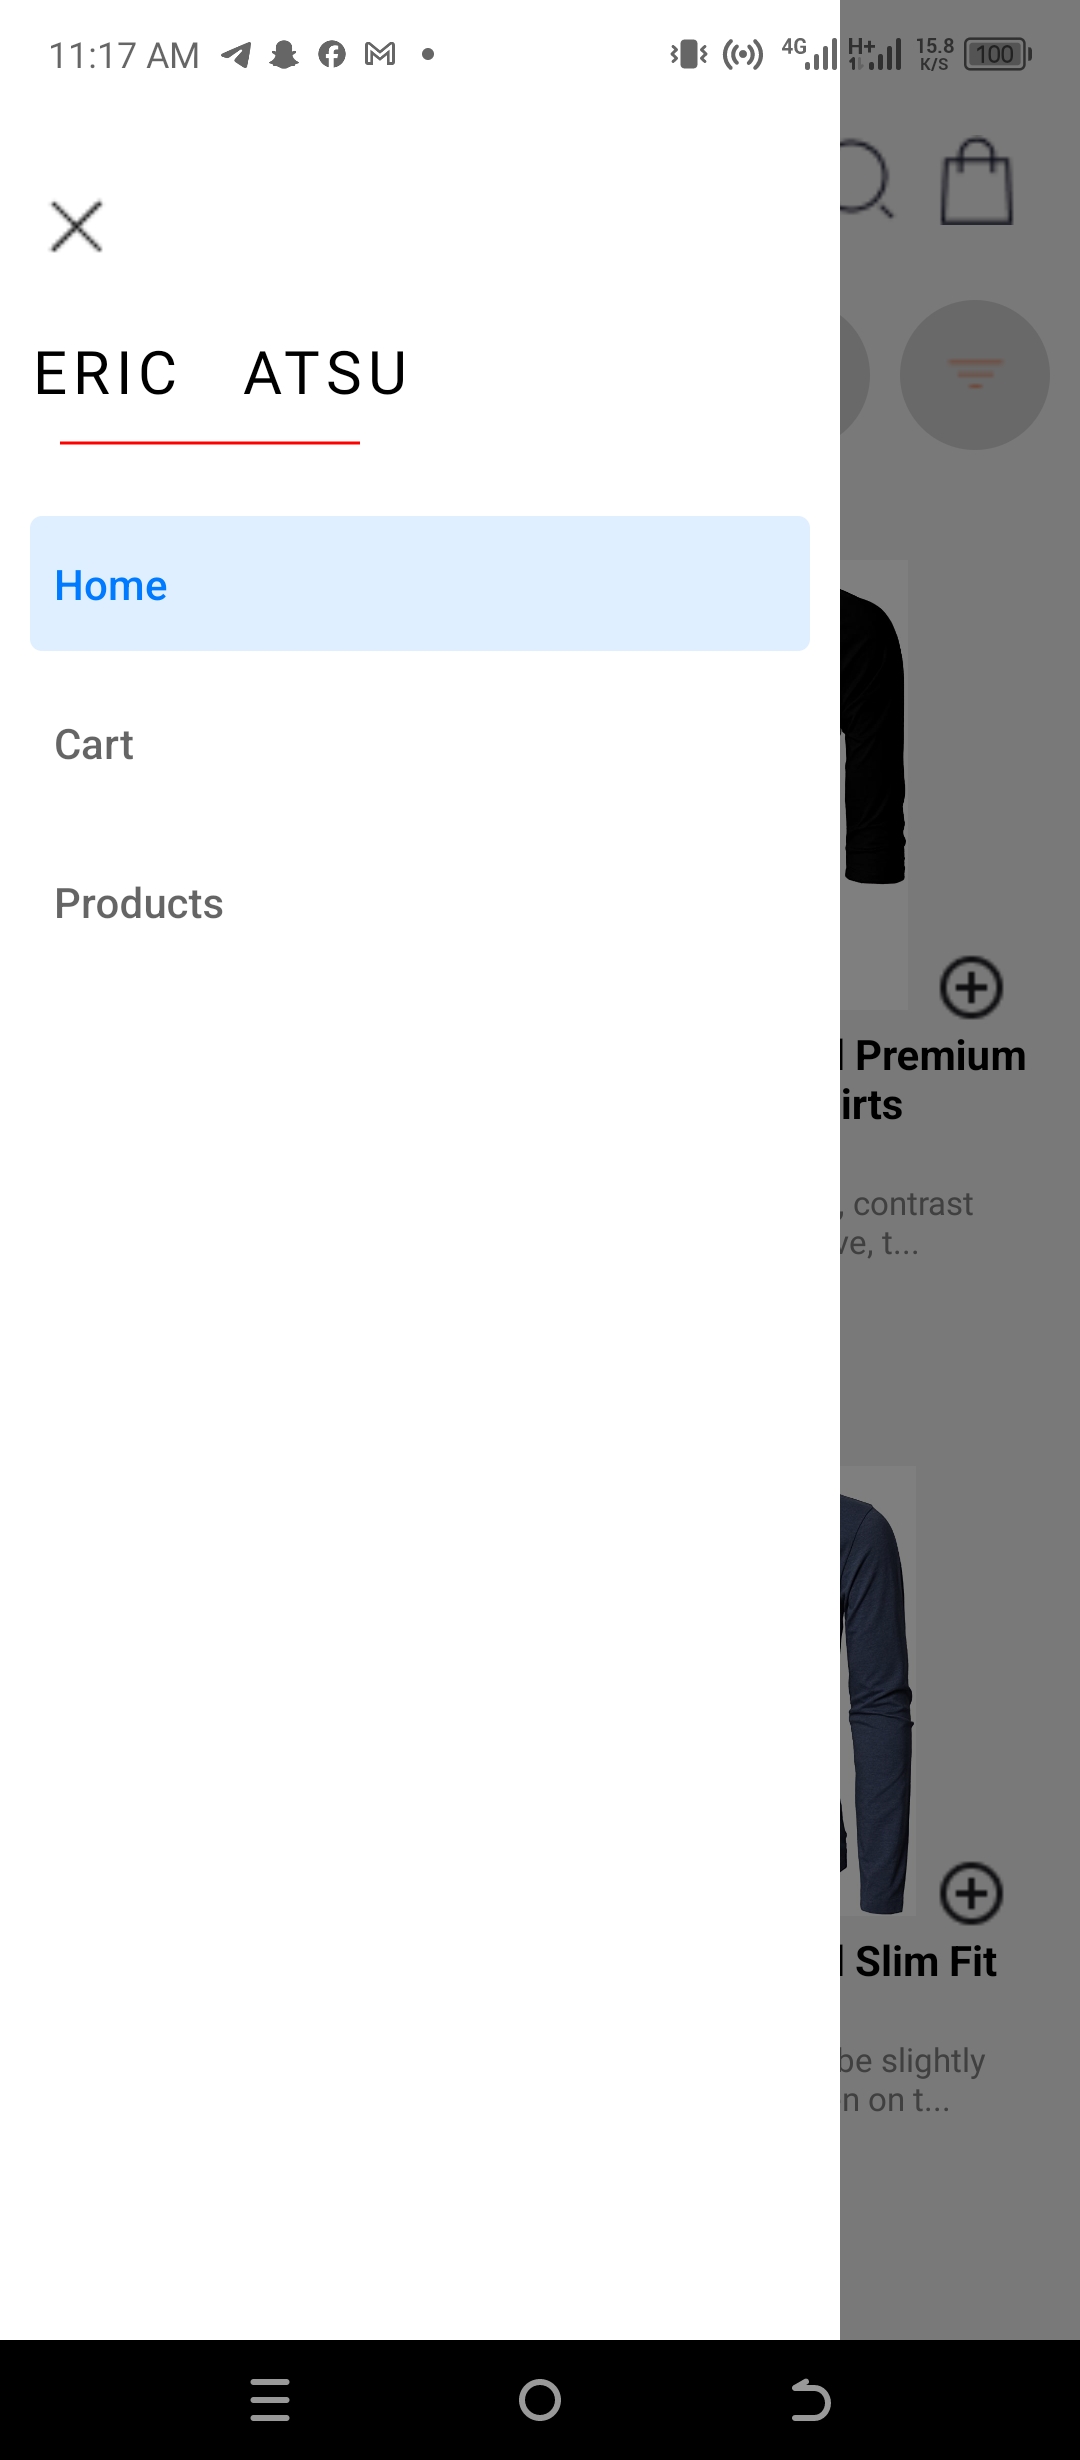 11:17 AM
4G H+ 15.8 K/S 100
ERIC ATSU
Home
Cart
Products
Premium
irts
, contrast
ve, t...
Slim Fit
be slightly
n on t...